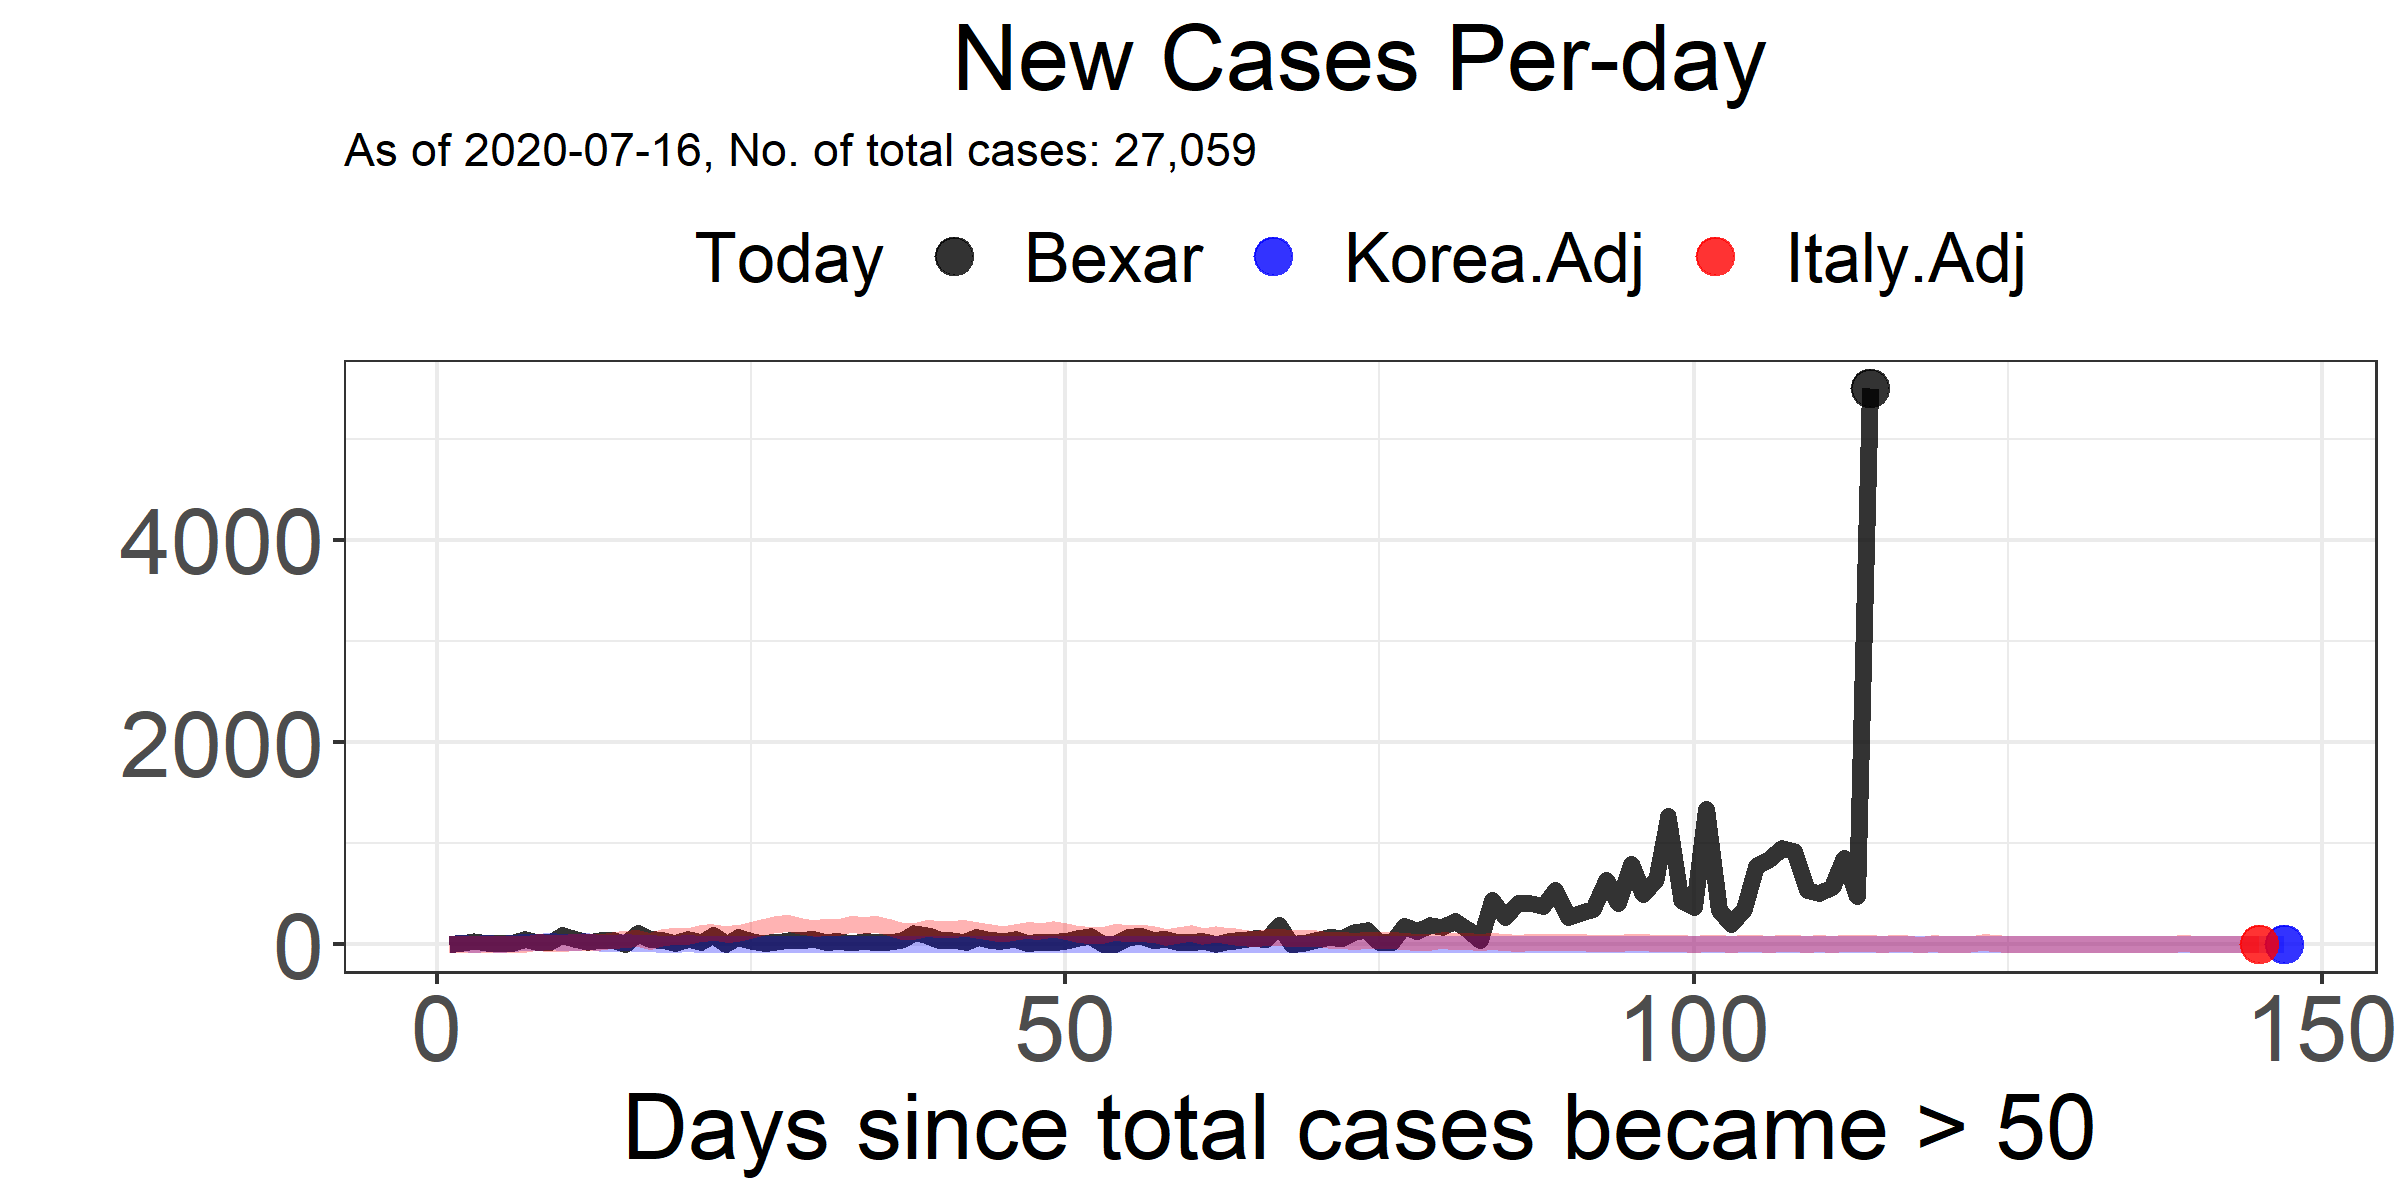 New Cases Per-day
As of 2020-07-16, No. of total cases: 27,059
Today Bexar Korea.Adj Italy.Adj
4000
2000
0
0 50 100 150
Days since total cases became > 50